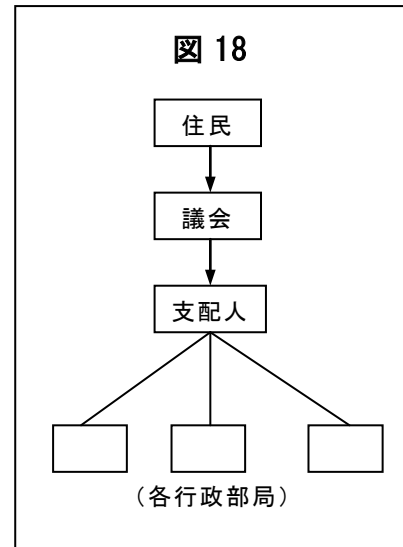 図 18
住民
議会
支配人
（各行政部局）